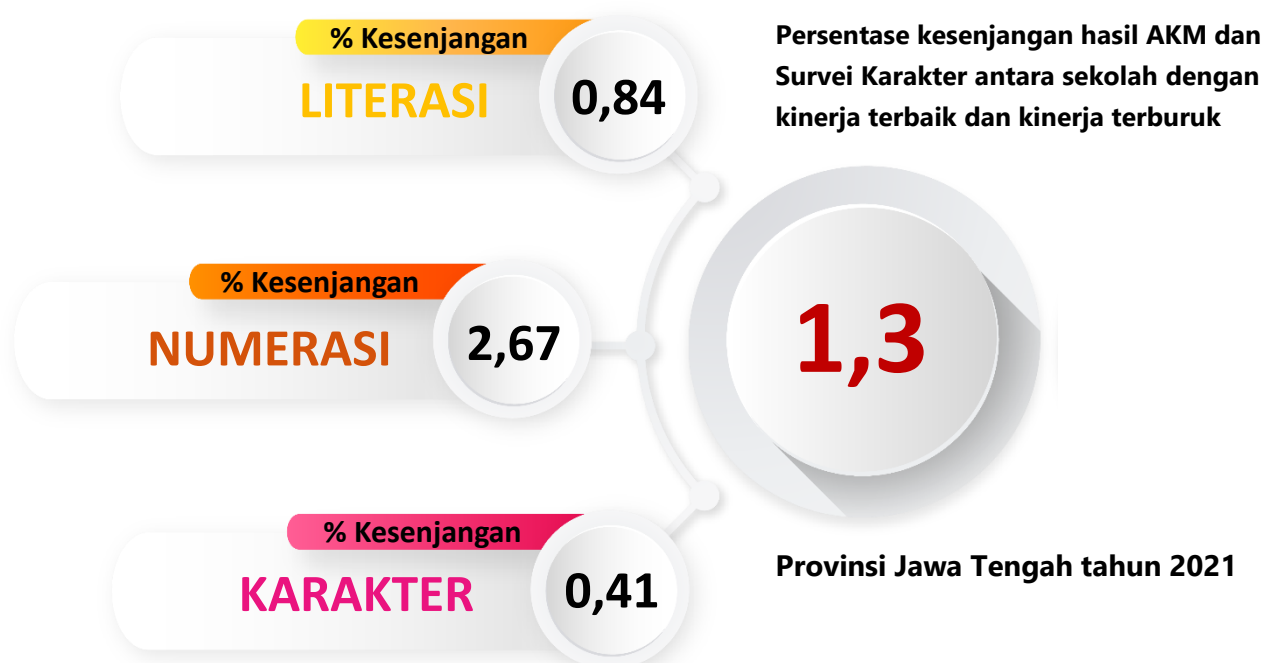 % Kesenjangan
LITERASI
0,84
% Kesenjangan
NUMERASI
2,67
% Kesenjangan
KARAKTER
0,41
Persentase kesenjangan hasil AKM dan
Survei Karakter antara sekolah dengan
kinerja terbaik dan kinerja terburuk
1,3
Provinsi Jawa Tengah tahun 2021